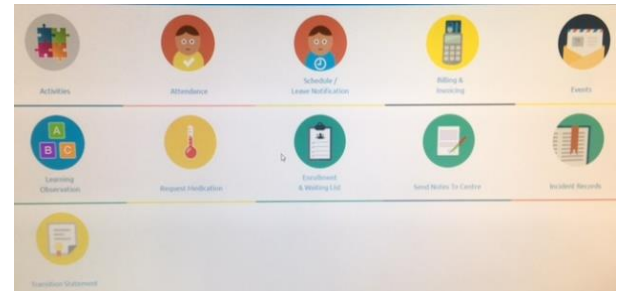 Activities
Attendance
Schedule /
Leave Notification
Billing &
Invoicing
Events
A
B C
Learning
Observation
Request Medication
Enrollment
& Waiting List
Send Notes To Centre
Incident Records
Transition Statement